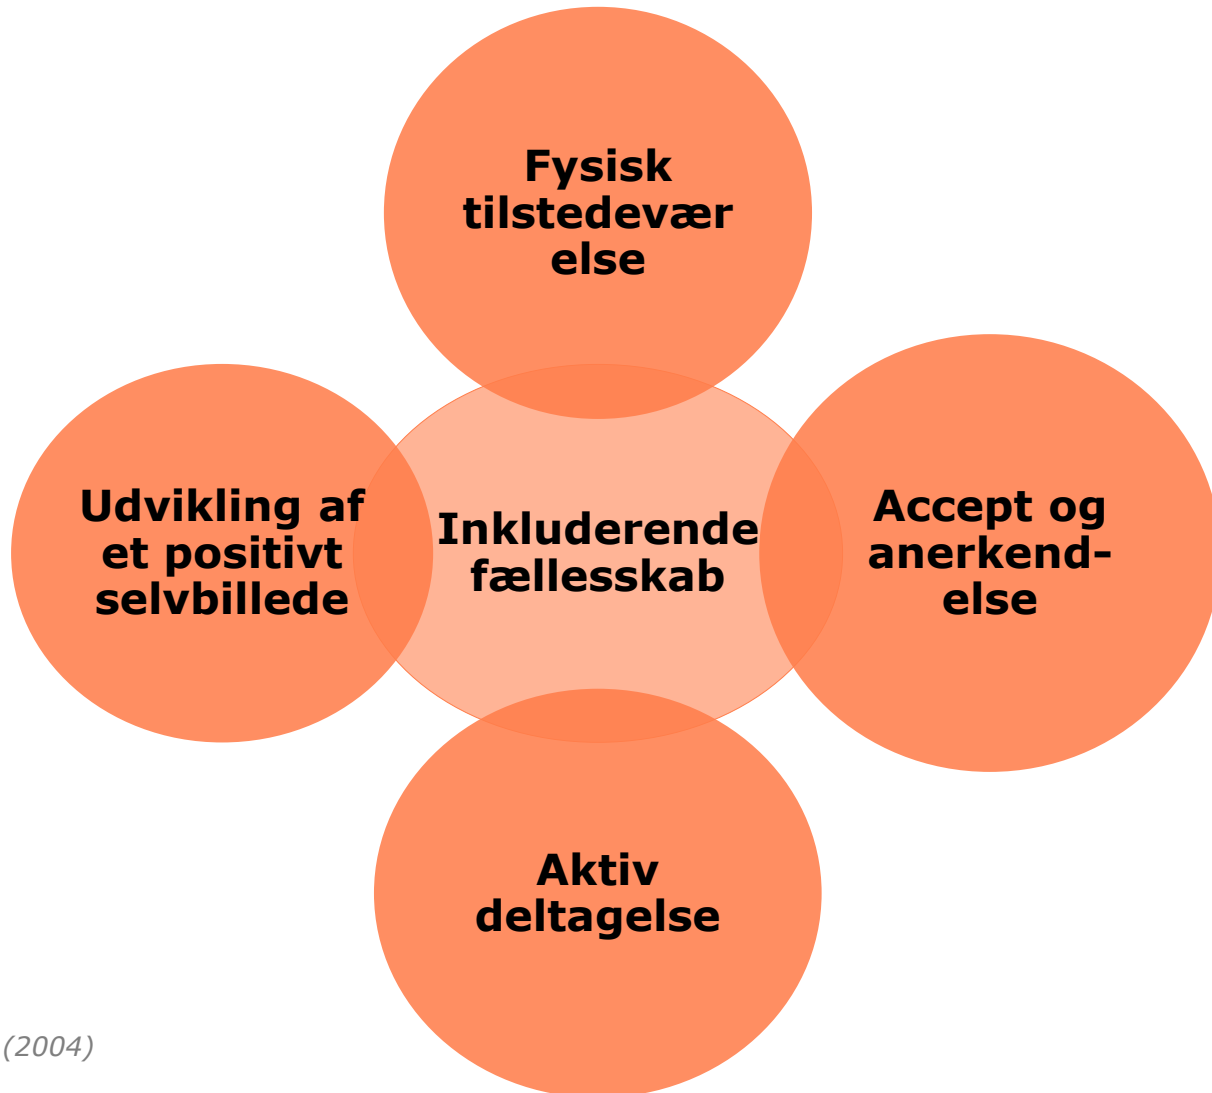 Fysisk
tilstedevær
else
Udvikling af
et positivt
selvbillede
Inkluderende
fællesskab
Accept og
anerkend-
else
Aktiv
deltagelse
(2004)